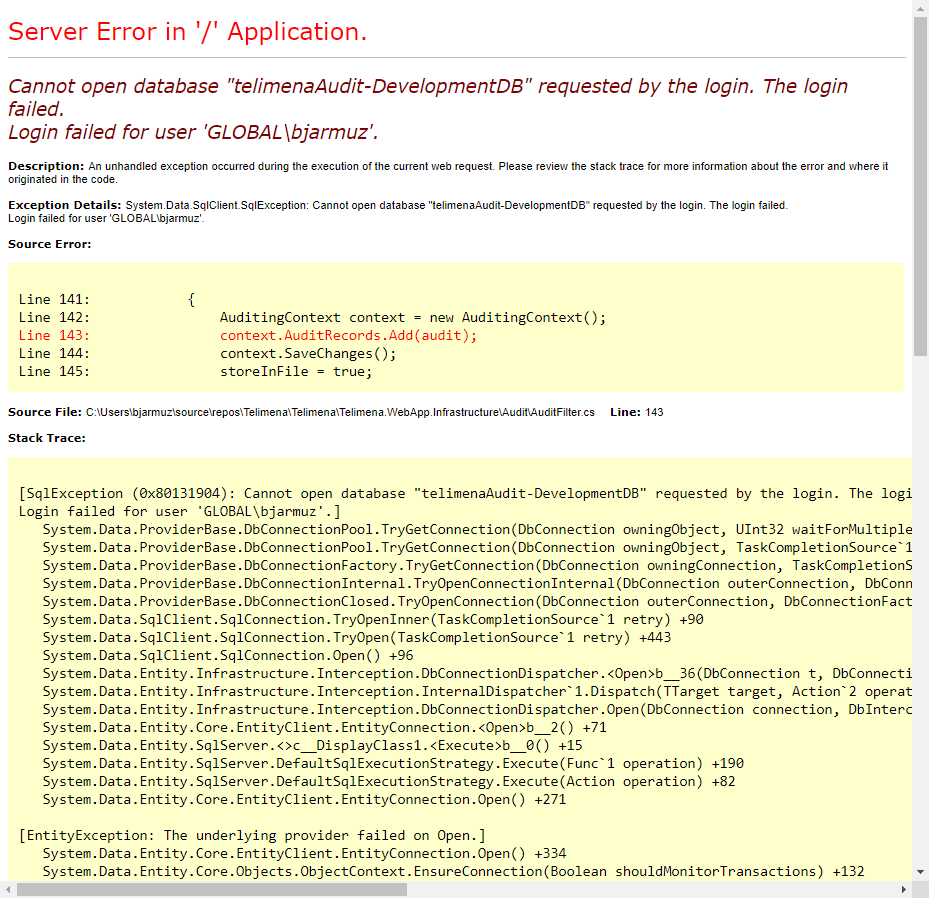 Server Error in '/' Application.
Cannot open database "telimenaAudit-DevelopmentDB" requested by the login. The login
failed.
Login failed for user 'GLOBAL\bjarmuz'.
Description: An unhandled exception occurred during the execution of the current web request. Please review the stack trace for more information about the error and where it
originated in the code.
Exception Details: System.Data.SqlClient.SqlException: Cannot open database "telimenaAudit-DevelopmentDB" requested by the login. The login failed.
Login failed for user 'GLOBAL\bjarmuz'.
Source Error:
Line 141:            {
Line 142:                AuditingContext context = new AuditingContext();
Line 143:                context.AuditRecords.Add(audit);
Line 144:                context.SaveChanges();
Line 145:                storeInFile = true;
Source File: C:\Users\bjarmuz\source\repos\Telimena\Telimena\Telimena.WebApp.Infrastructure\Audit\AuditFilter.cs    Line: 143
Stack Trace:
[SqlException (0x80131904): Cannot open database "telimenaAudit-DevelopmentDB" requested by the login. The logi
Login failed for user 'GLOBAL\bjarmuz'.]
   System.Data.ProviderBase.DbConnectionPool.TryGetConnection(DbConnection owningObject, UInt32 waitForMultiple
   System.Data.ProviderBase.DbConnectionPool.TryGetConnection(DbConnection owningObject, TaskCompletionSource`1
   System.Data.ProviderBase.DbConnectionFactory.TryGetConnection(DbConnection owningConnection, TaskCompletionS
   System.Data.ProviderBase.DbConnectionInternal.TryOpenConnectionInternal(DbConnection outerConnection, DbConn
   System.Data.ProviderBase.DbConnectionClosed.TryOpenConnection(DbConnection outerConnection, DbConnectionFact
   System.Data.SqlClient.SqlConnection.TryOpenInner(TaskCompletionSource`1 retry) +90
   System.Data.SqlClient.SqlConnection.TryOpen(TaskCompletionSource`1 retry) +443
   System.Data.SqlClient.SqlConnection.Open() +96
   System.Data.Entity.Infrastructure.Interception.DbConnectionDispatcher.<Open>b__36(DbConnection t, DbConnecti
   System.Data.Entity.Infrastructure.Interception.InternalDispatcher`1.Dispatch(TTarget target, Action`2 operat
   System.Data.Entity.Infrastructure.Interception.DbConnectionDispatcher.Open(DbConnection connection, DbInterc
   System.Data.Entity.Core.EntityClient.EntityConnection.<Open>b__2() +71
   System.Data.Entity.SqlServer.<>c__DisplayClass1.<Execute>b__0() +15
   System.Data.Entity.SqlServer.DefaultSqlExecutionStrategy.Execute(Func`1 operation) +190
   System.Data.Entity.SqlServer.DefaultSqlExecutionStrategy.Execute(Action operation) +82
   System.Data.Entity.Core.EntityClient.EntityConnection.Open() +271
[EntityException: The underlying provider failed on Open.]
   System.Data.Entity.Core.EntityClient.EntityConnection.Open() +334
   System.Data.Entity.Core.Objects.ObjectContext.EnsureConnection(Boolean shouldMonitorTransactions) +132